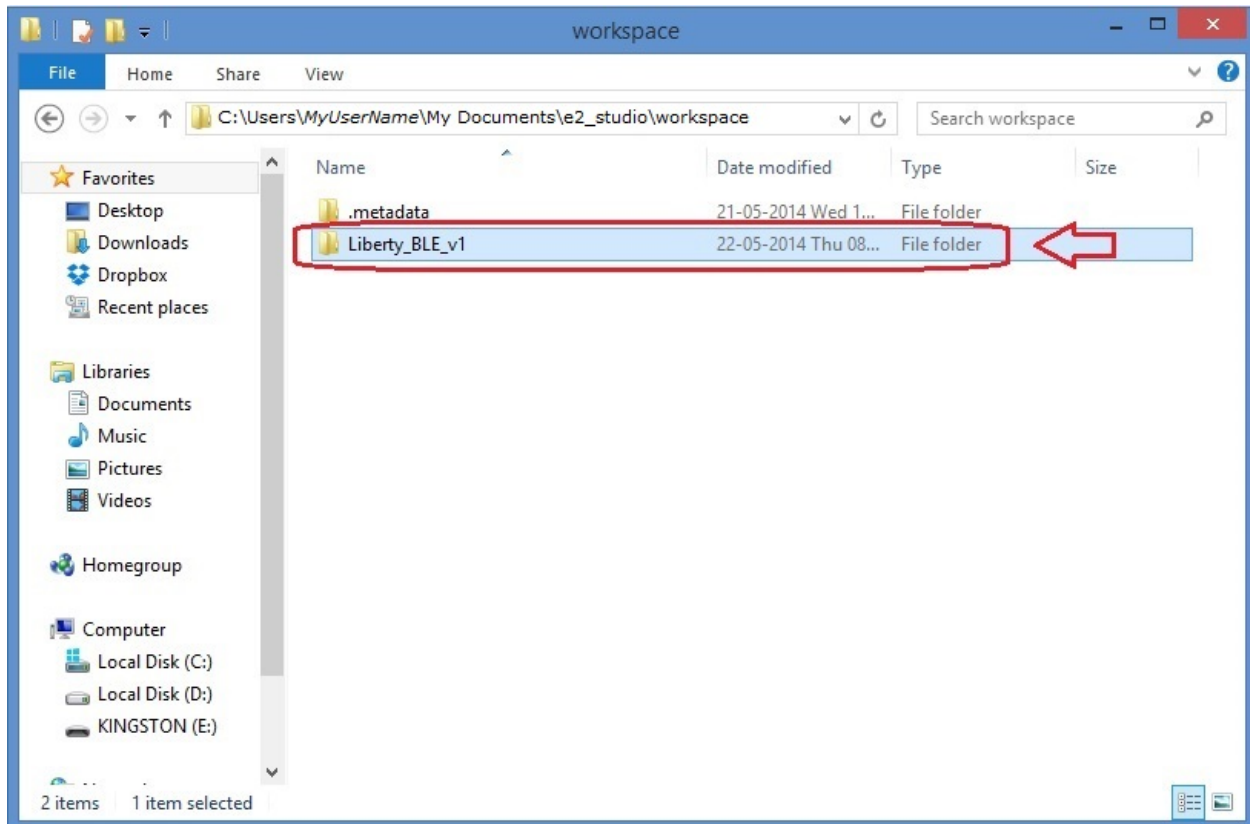 workspace
File Home Share View
C:\Users\MyUserName\My Documents\e2_studio\workspace Search workspace
Name Date modified Type Size
.metadata 21-05-2014 Wed 1... File folder
Liberty_BLE_v1 22-05-2014 Thu 08... File folder
Favorites
Desktop
Downloads
Dropbox
Recent places
Libraries
Documents
Music
Pictures
Videos
Homegroup
Computer
Local Disk (C:)
Local Disk (D:)
KINGSTON (E:)
2 items 1 item selected